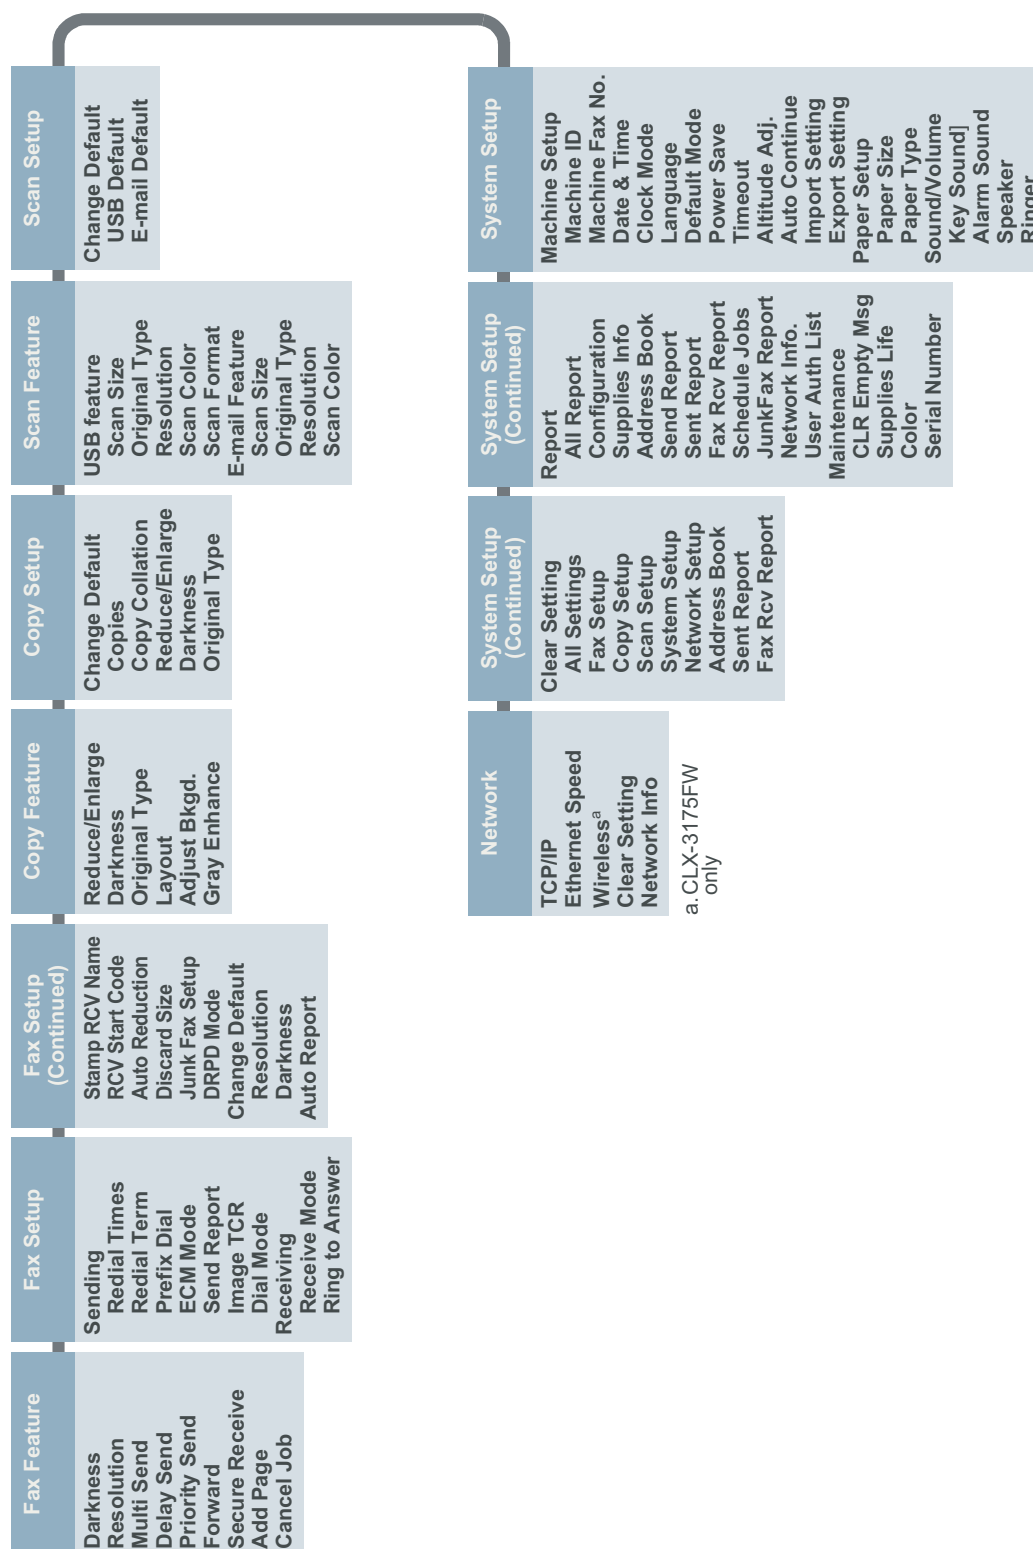 Fax Feature
Darkness
Resolution
Multi Send
Delay Send
Priority Send
Forward
Secure Receive
Add Page
Cancel Job
Fax Setup
Sending
Redial Times
Redial Term
Prefix Dial
ECM Mode
Send Report
Image TCR
Dial Mode
Receiving
Receive Mode
Ring to Answer
Fax Setup
(Continued)
Stamp RCV Name
RCV Start Code
Auto Reduction
Discard Size
Junk Fax Setup
DRPD Mode
Change Default
Resolution
Darkness
Auto Report
Copy Feature
Reduce/Enlarge
Darkness
Original Type
Layout
Adjust Bkgd.
Gray Enhance
Copy Setup
Change Default
Copies
Copy Collation
Reduce/Enlarge
Darkness
Original Type
Scan Feature
USB feature
Scan Size
Original Type
Resolution
Scan Color
Scan Format
E-mail Feature
Scan Size
Original Type
Resolution
Scan Color
Scan Setup
Change Default
USB Default
E-mail Default
Network
TCP/IP
Ethernet Speed
Wirelessa
Clear Setting
Network Info
a. CLX-3175FW
only
System Setup
(Continued)
Clear Setting
All Settings
Fax Setup
Copy Setup
Scan Setup
System Setup
Network Setup
Address Book
Sent Report
Fax Rcv Report
System Setup
(Continued)
Report
All Report
Configuration
Supplies Info
Address Book
Send Report
Sent Report
Fax Rcv Report
Schedule Jobs
JunkFax Report
Network Info.
User Auth List
Maintenance
CLR Empty Msg
Supplies Life
Color
Serial Number
System Setup
Machine Setup
Machine ID
Machine Fax No.
Date & Time
Clock Mode
Language
Default Mode
Power Save
Timeout
Altitude Adj.
Auto Continue
Import Setting
Export Setting
Paper Setup
Paper Size
Paper Type
Sound/Volume
Key Sound]
Alarm Sound
Speaker
Ringer